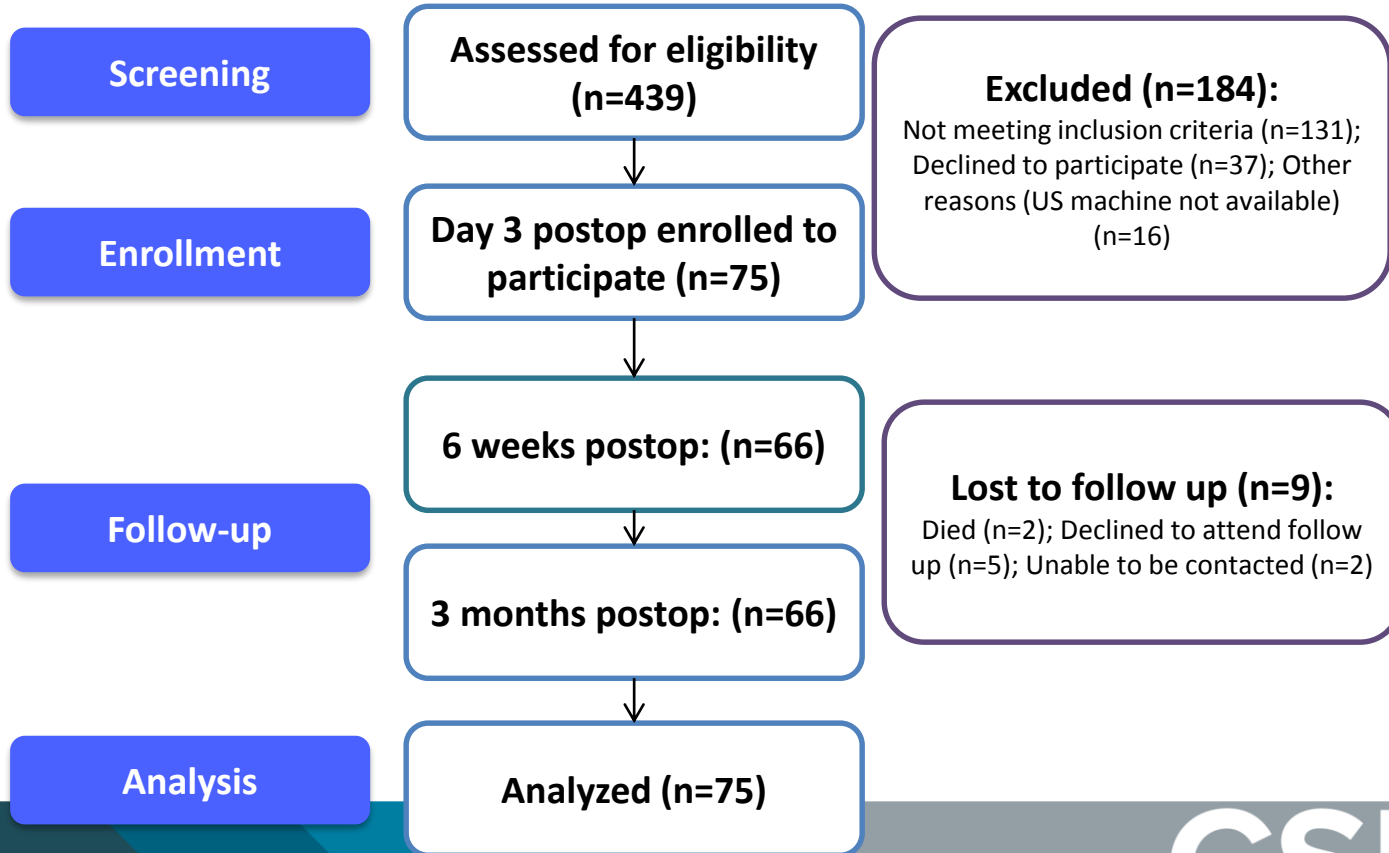 Screening
Assessed for eligibility
(n=439)
Excluded (n=184):
Not meeting inclusion criteria (n=131);
Declined to participate (n=37); Other
reasons (US machine not available)
(n=16)
Enrollment
Day 3 postop enrolled to
participate (n=75)
6 weeks postop: (n=66)
Follow-up
Lost to follow up (n=9):
Died (n=2); Declined to attend follow
up (n=5); Unable to be contacted (n=2)
3 months postop: (n=66)
Analysis
Analyzed (n=75)